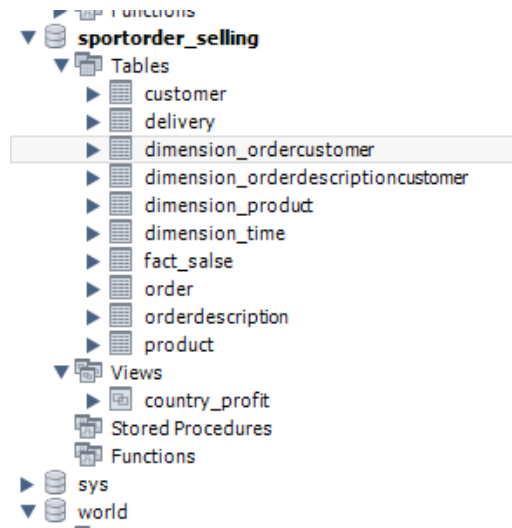 Functions
sportorder_selling
Tables
customer
delivery
dimension_ordercustomer
dimension_orderdescriptioncustomer
dimension_product
dimension_time
fact_salse
order
orderdescription
product
Views
country_profit
Stored Procedures
Functions
sys
world